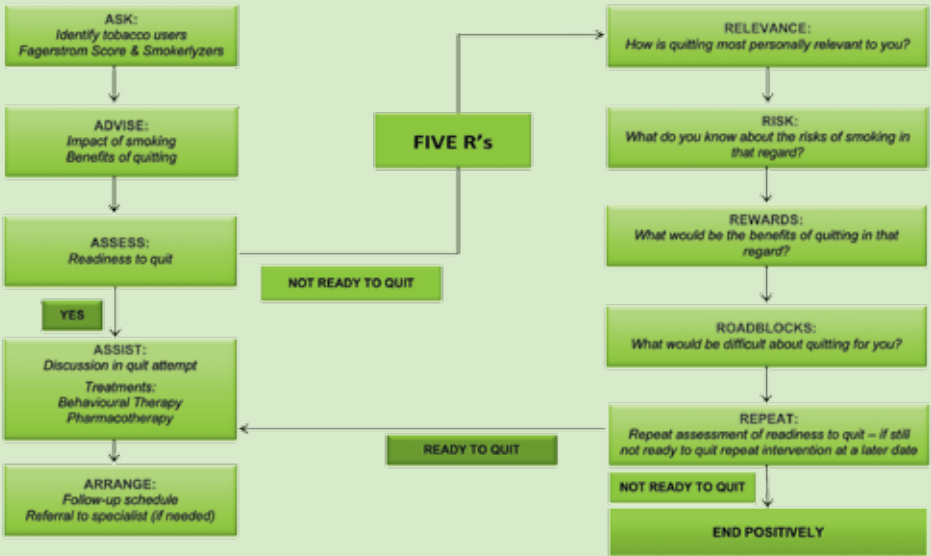 ASK:
Identify tobacco users
Fagerstrom Score & Smokerlyzers
ADVISE:
Impact of smoking
Benefits of quitting
ASSESS:
Readiness to quit
YES
ASSIST:
Discussion in quit attempt
Treatments:
Behavioural Therapy
Pharmacotherapy
ARRANGE:
Follow-up schedule
Referral to specialist (if needed)
NOT READY TO QUIT
FIVE R's
RELEVANCE:
How is quitting most personally relevant to you?
RISK:
What do you know about the risks of smoking in
that regard?
REWARDS:
What would be the benefits of quitting in that
regard?
ROADBLOCKS:
What would be difficult about quitting for you?
REPEAT:
Repeat assessment of readiness to quit – if still
not ready to quit repeat intervention at a later date
READY TO QUIT
NOT READY TO QUIT
END POSITIVELY